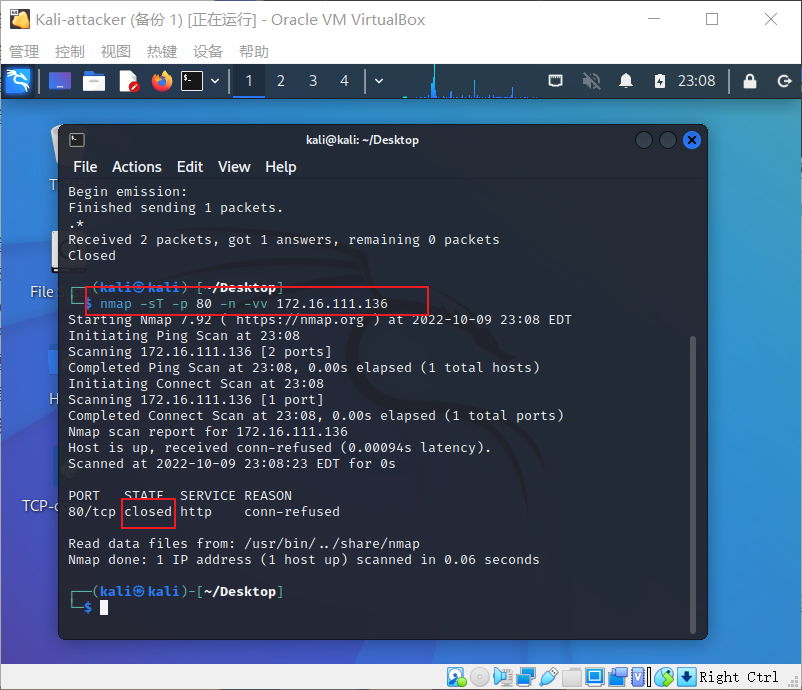 Kali-attacker (备份 1) [正在运行] - Oracle VM VirtualBox
管理 控制 视图 热键 设备 帮助
1 2 3 4 23:08
kali@kali: ~/Desktop
File Actions Edit View Help
Begin emission:
Finished sending 1 packets.
.*
Received 2 packets, got 1 answers, remaining 0 packets
Closed
┌──(kali㉿kali)-[~/Desktop]
└─$ nmap -sT -p 80 -n -vv 172.16.111.136
Starting Nmap 7.92 ( https://nmap.org ) at 2022-10-09 23:08 EDT
Initiating Ping Scan at 23:08
Scanning 172.16.111.136 [2 ports]
Completed Ping Scan at 23:08, 0.00s elapsed (1 total hosts)
Initiating Connect Scan at 23:08
Scanning 172.16.111.136 [1 port]
Completed Connect Scan at 23:08, 0.00s elapsed (1 total ports)
Nmap scan report for 172.16.111.136
Host is up, received conn-refused (0.00094s latency).
Scanned at 2022-10-09 23:08:23 EDT for 0s
PORT STATE SERVICE REASON
80/tcp closed http conn-refused
Read data files from: /usr/bin/../share/nmap
Nmap done: 1 IP address (1 host up) scanned in 0.06 seconds
┌──(kali㉿kali)-[~/Desktop]
└─$
File
Right Ctrl